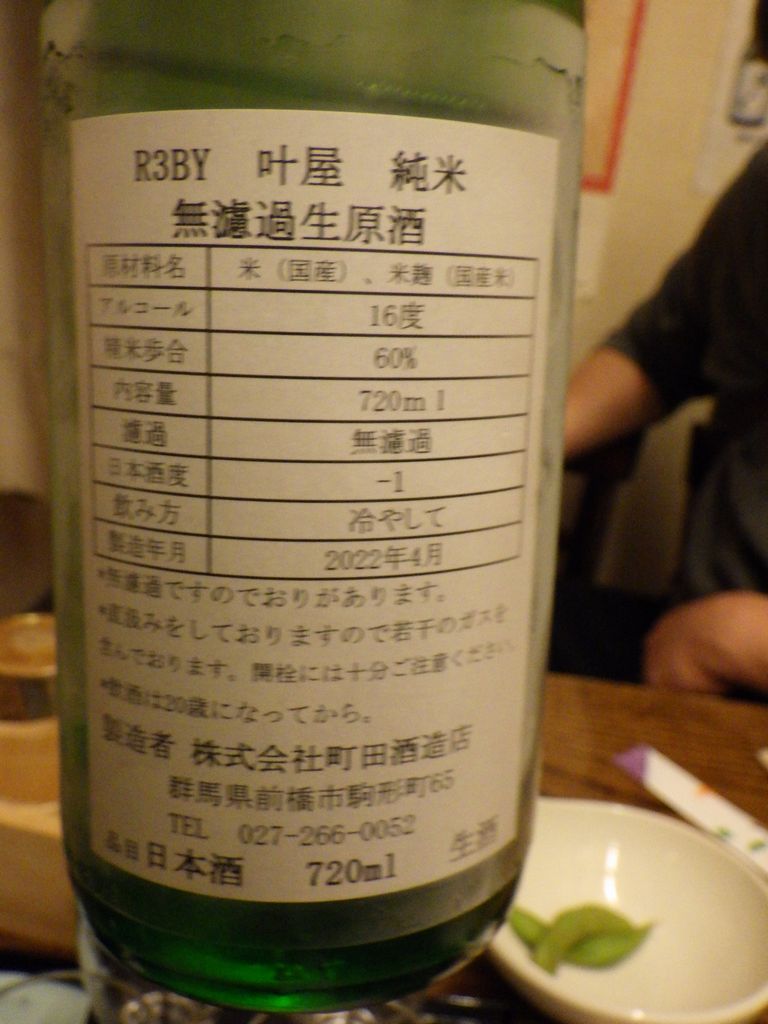 R3BY 叶屋 純米
無濾過生原酒
原材料名 米（国産）、米麹（国産米）
アルコール 16度
精米歩合 60%
内容量 720ml
濾過 無濾過
日本酒度 -1
飲み方 冷やして
製造年月 2022年4月
*無濾過ですのでおりがあります。
*直汲みをしておりますので若干のガスを
含んでおります。開栓には十分ご注意ください。
*飲酒は20歳になってから。
製造者 株式会社町田酒造店
群馬県前橋市駒形町65
TEL 027-266-0052
品目 日本酒 720ml 生酒